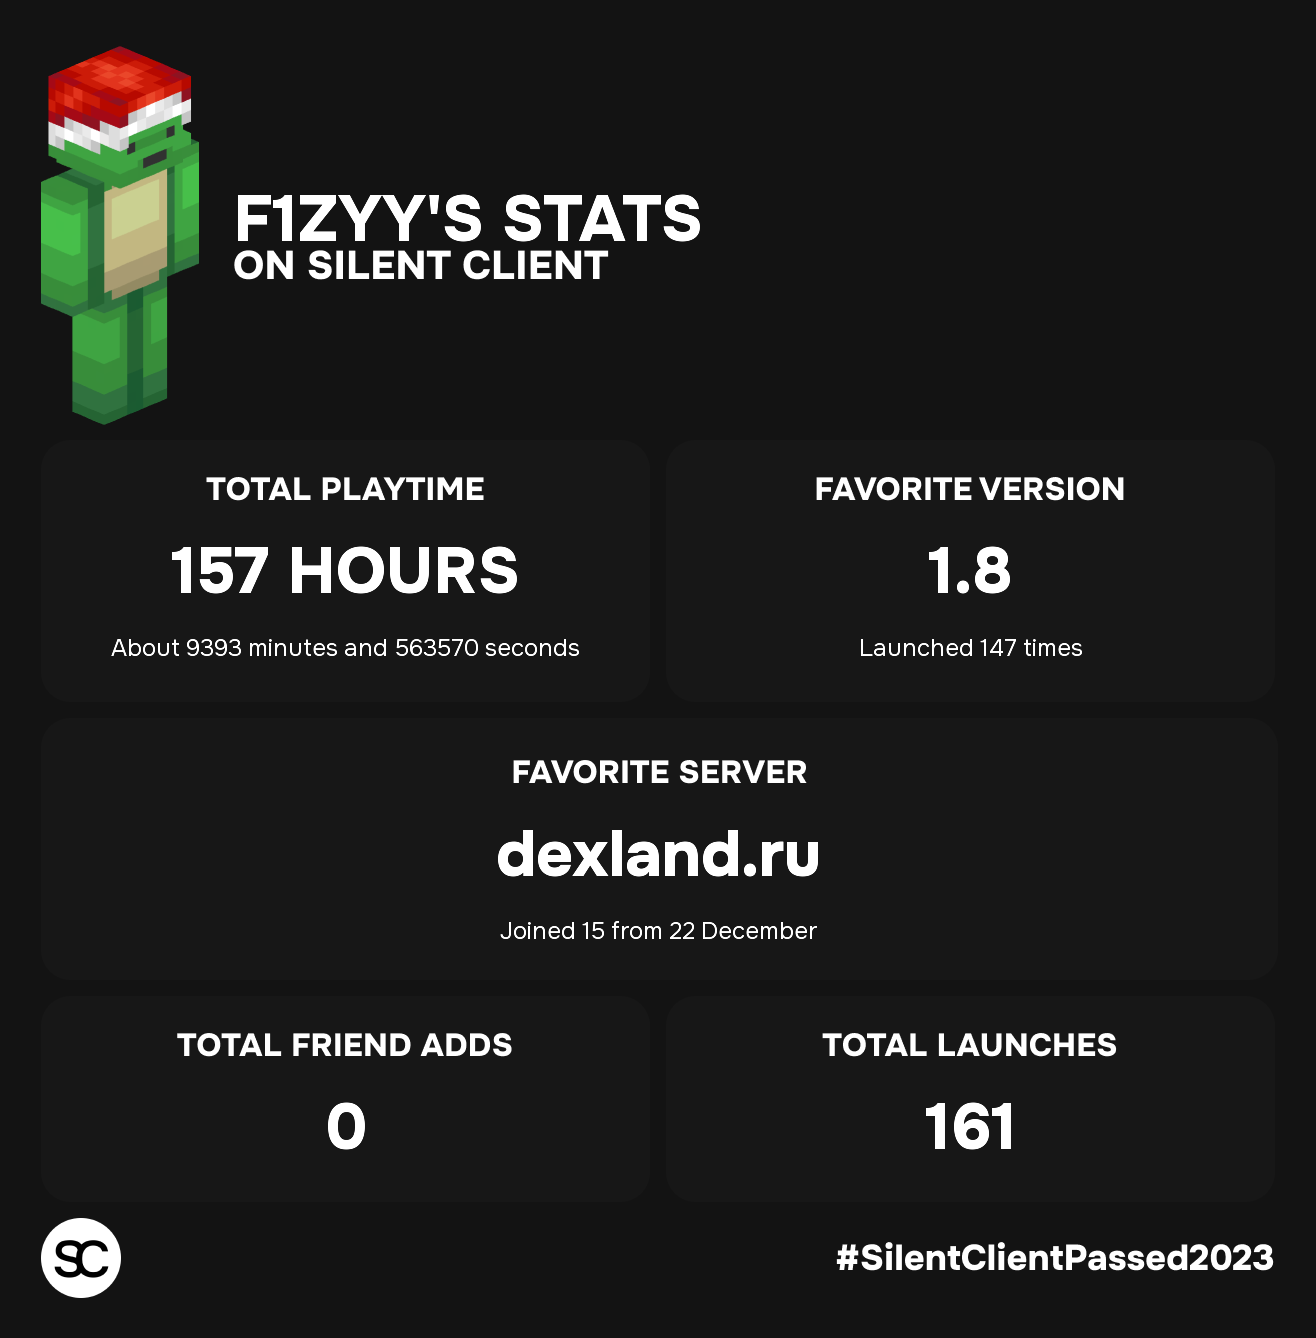 F1ZYY'S STATS
ON SILENT CLIENT
TOTAL PLAYTIME
157 HOURS
About 9393 minutes and 563570 seconds
FAVORITE VERSION
1.8
Launched 147 times
FAVORITE SERVER
dexland.ru
Joined 15 from 22 December
TOTAL FRIEND ADDS
0
TOTAL LAUNCHES
161
SC
#SilentClientPassed2023